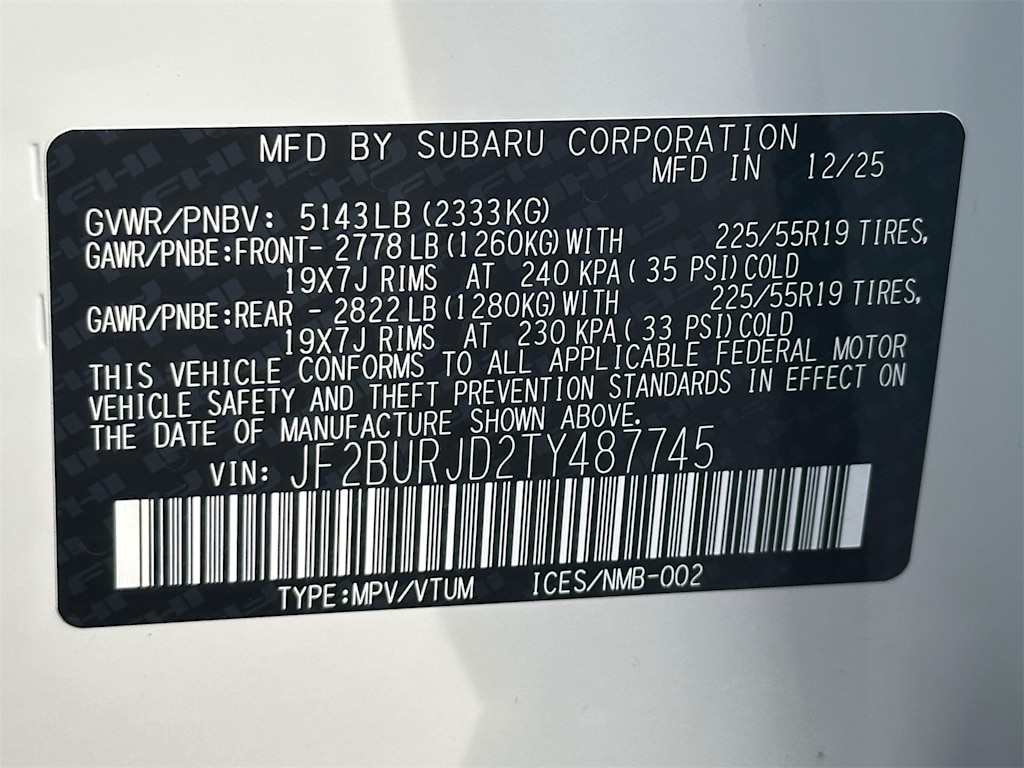 MFD BY SUBARU CORPORATION
MFD IN 12/25
GVWR/PNBV: 5143LB (2333KG)
GAWR/PNBE:FRONT- 2778LB (1260KG) WITH 225/55R19 TIRES,
19X7J RIMS AT 240 KPA ( 35 PSI) COLD
GAWR/PNBE:REAR - 2822LB (1280KG) WITH 225/55R19 TIRES,
19X7J RIMS AT 230 KPA ( 33 PSI) COLD
THIS VEHICLE CONFORMS TO ALL APPLICABLE FEDERAL MOTOR
VEHICLE SAFETY AND THEFT PREVENTION STANDARDS IN EFFECT ON
THE DATE OF MANUFACTURE SHOWN ABOVE.
VIN: JF2BURJD2TY487745
TYPE:MPV/VTUM ICES/NMB-002